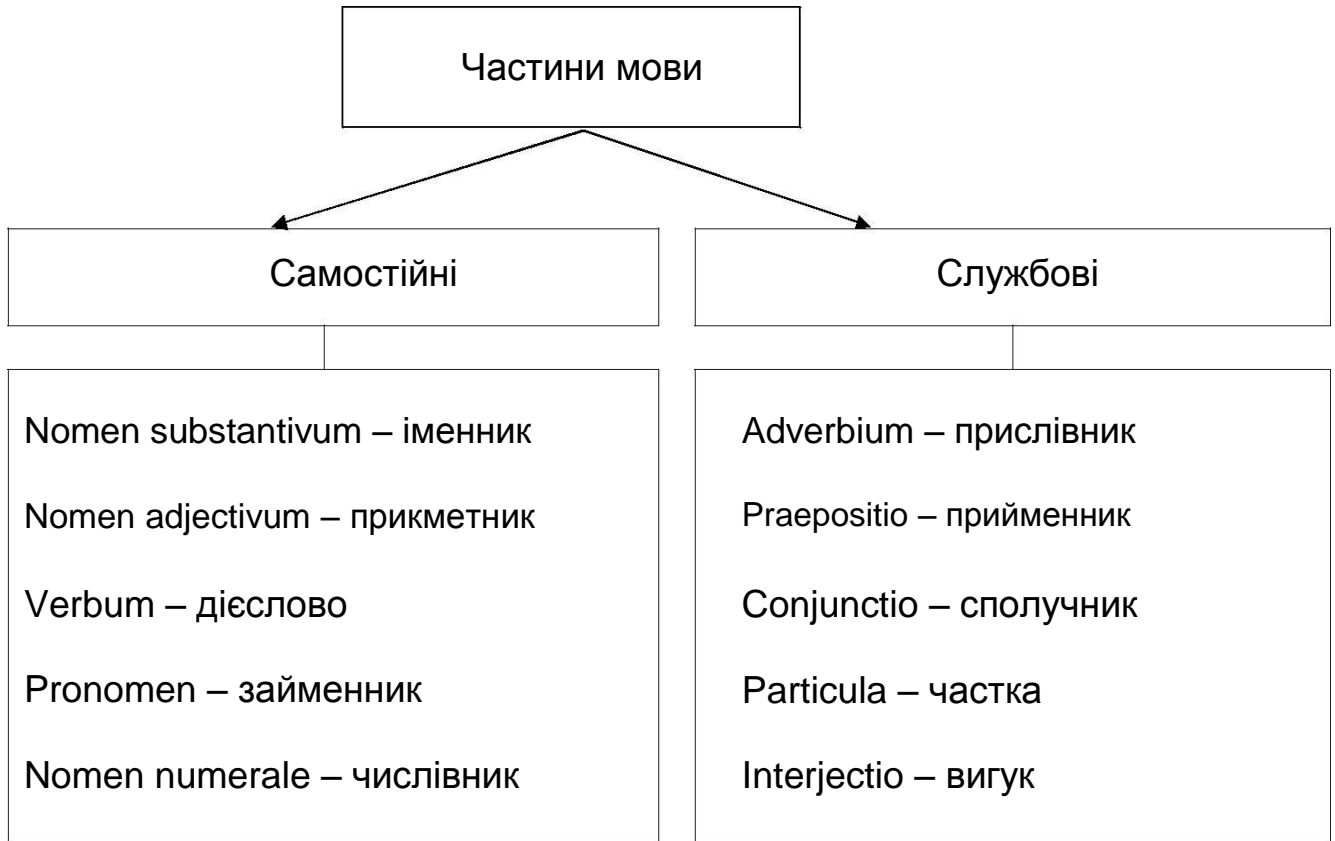 Частини мови
Самостійні
Службові
Nomen substantivum – іменник
Nomen adjectivum – прикметник
Verbum – дієслово
Pronomen – займенник
Nomen numerale – числівник
Adverbium – прислівник
Praepositio – прийменник
Conjunctio – сполучник
Particula – частка
Interjectio – вигук